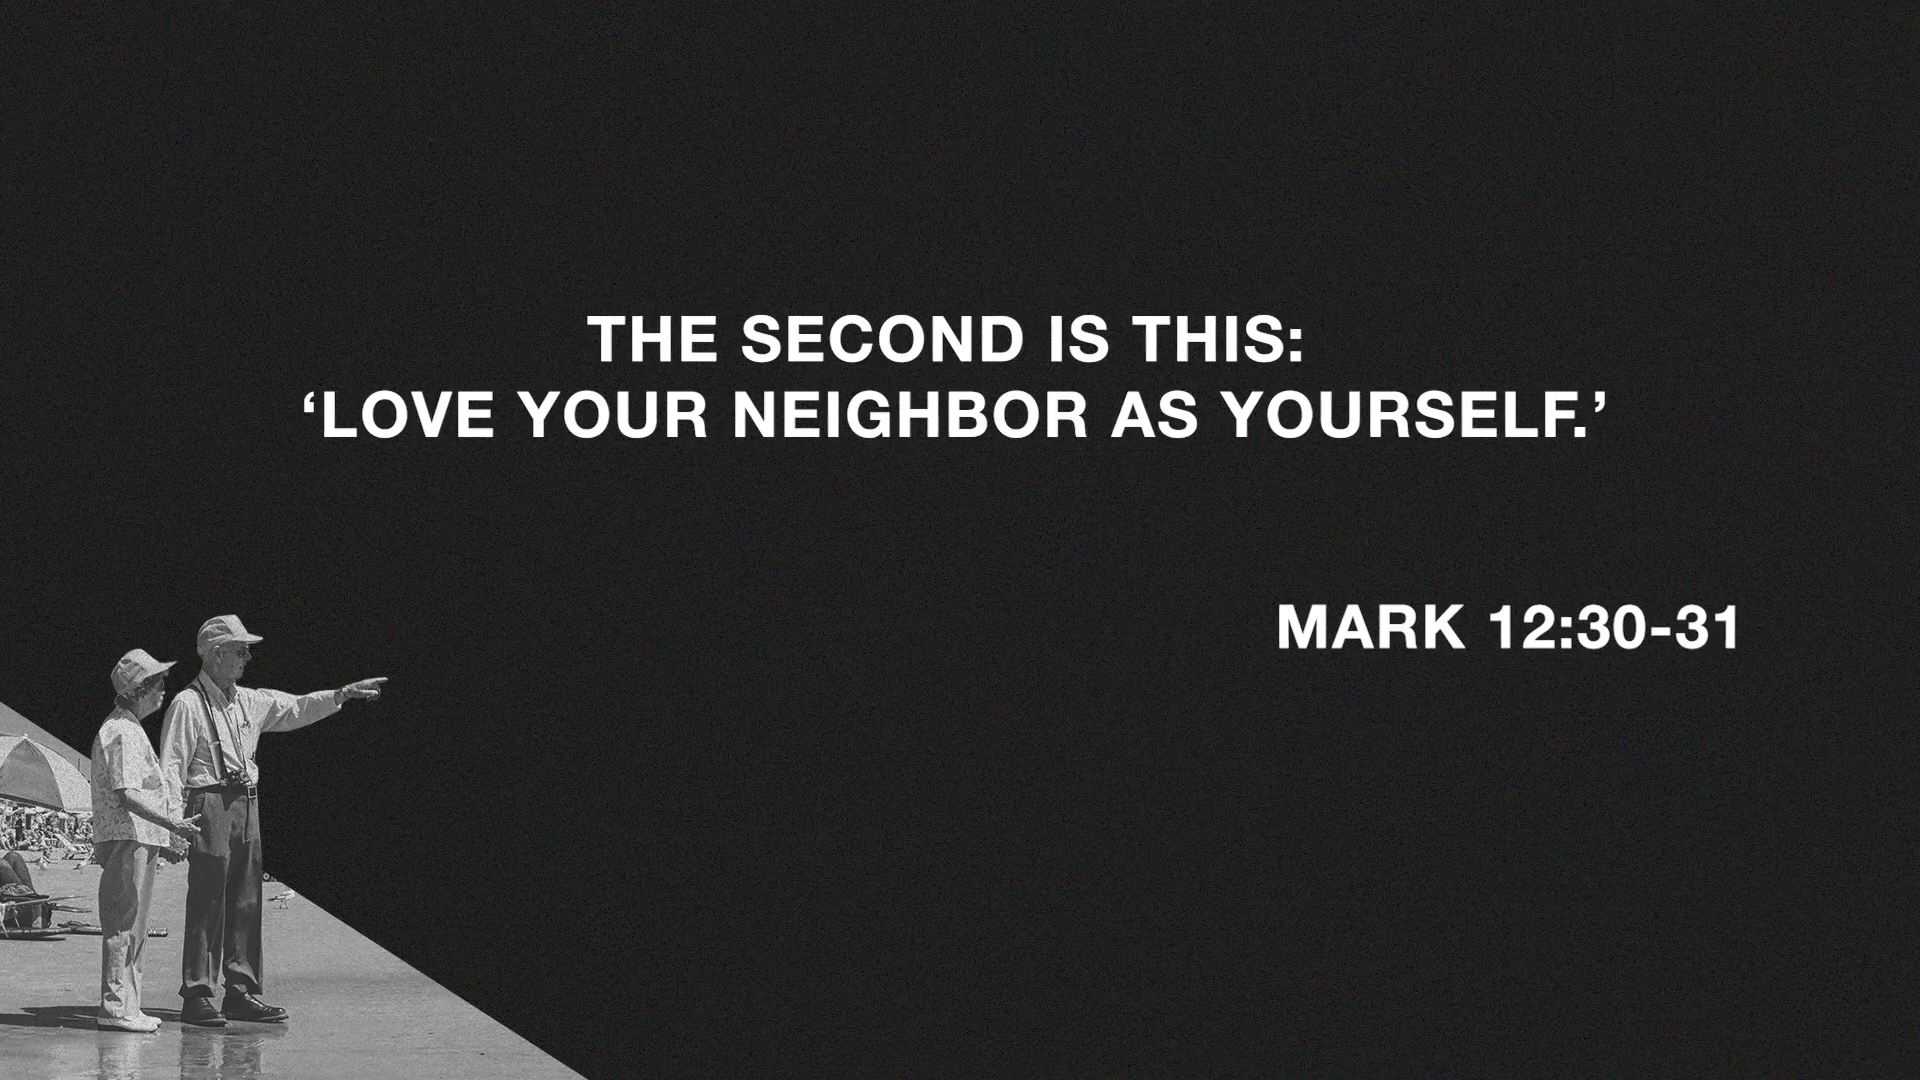 THE SECOND IS THIS:
‘LOVE YOUR NEIGHBOR AS YOURSELF.’
MARK 12:30-31